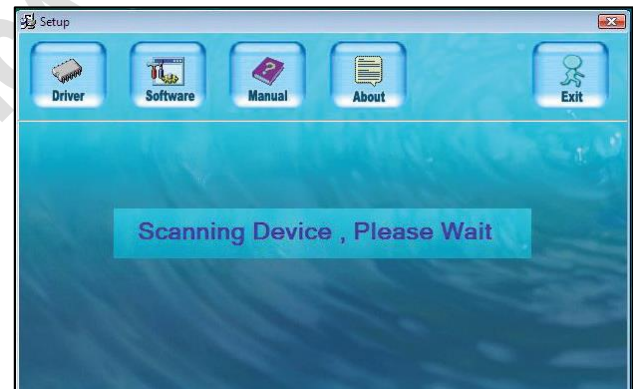 Setup
Driver Software Manual About Exit
Scanning Device , Please Wait